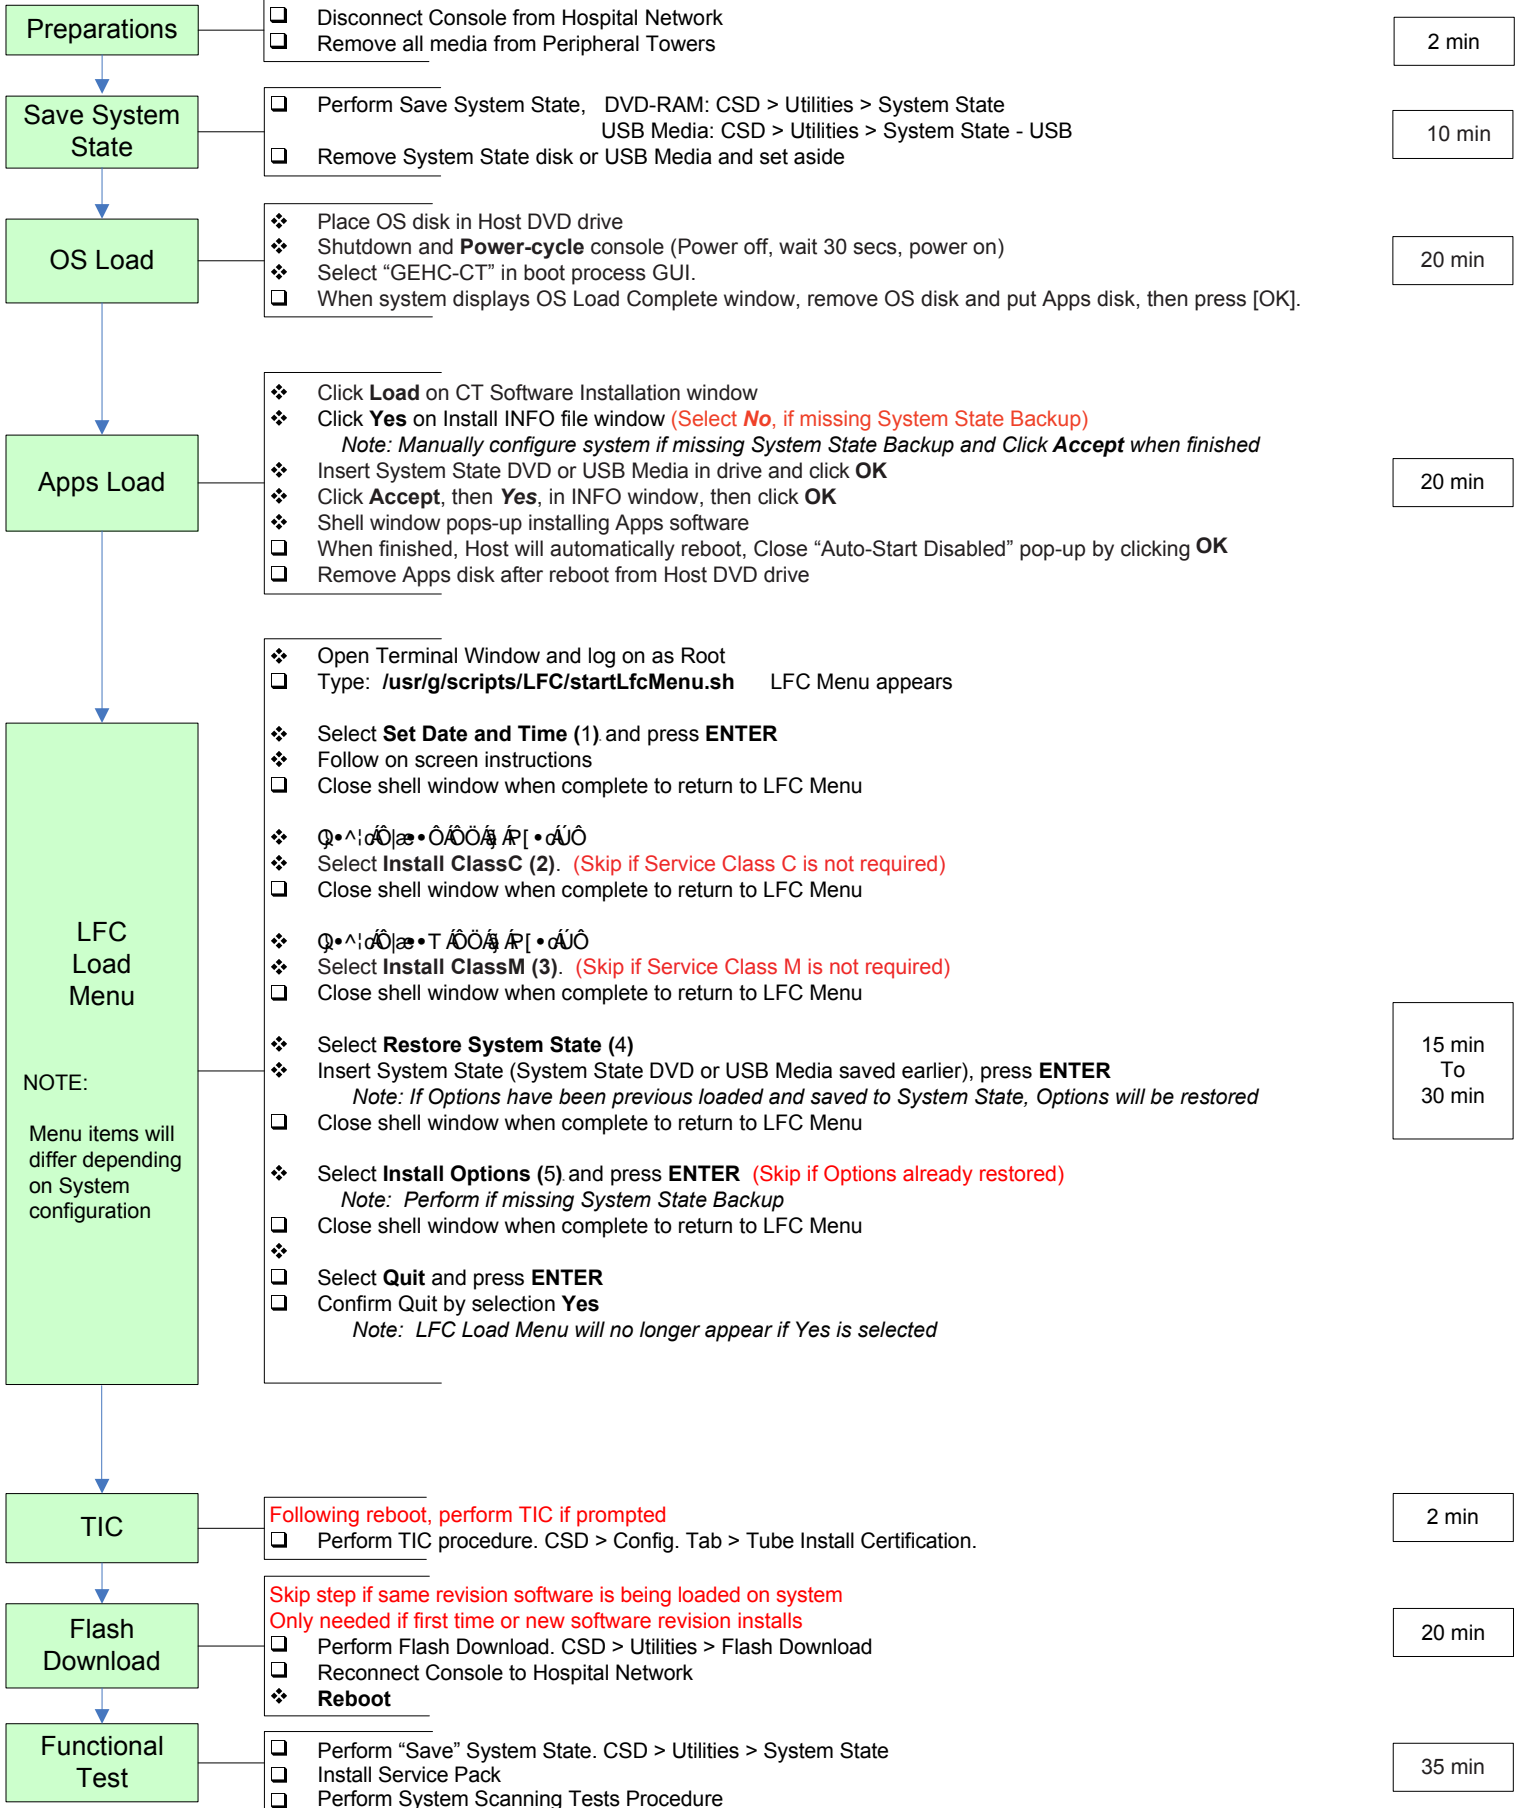 Preparations
Disconnect Console from Hospital Network
Remove all media from Peripheral Towers
2 min
Save System
State
Perform Save System State, DVD-RAM: CSD > Utilities > System State
USB Media: CSD > Utilities > System State - USB
Remove System State disk or USB Media and set aside
10 min
OS Load
Place OS disk in Host DVD drive
Shutdown and Power-cycle console (Power off, wait 30 secs, power on)
Select “GEHC-CT” in boot process GUI.
When system displays OS Load Complete window, remove OS disk and put Apps disk, then press [OK].
20 min
Apps Load
Click Load on CT Software Installation window
Click Yes on Install INFO file window (Select No, if missing System State Backup)
Note: Manually configure system if missing System State Backup and Click Accept when finished
Insert System State DVD or USB Media in drive and click OK
Click Accept, then Yes, in INFO window, then click OK
Shell window pops-up installing Apps software
When finished, Host will automatically reboot, Close “Auto-Start Disabled” pop-up by clicking OK
Remove Apps disk after reboot from Host DVD drive
20 min
LFC
Load
Menu
NOTE:
Menu items will
differ depending
on System
configuration
Open Terminal Window and log on as Root
Type: /usr/g/scripts/LFC/startLfcMenu.sh LFC Menu appears
Select Set Date and Time (1) and press ENTER
Follow on screen instructions
Close shell window when complete to return to LFC Menu
Select Install ClassC (2). (Skip if Service Class C is not required)
Close shell window when complete to return to LFC Menu
Select Install ClassM (3). (Skip if Service Class M is not required)
Close shell window when complete to return to LFC Menu
Select Restore System State (4)
Insert System State (System State DVD or USB Media saved earlier), press ENTER
Note: If Options have been previous loaded and saved to System State, Options will be restored
Close shell window when complete to return to LFC Menu
Select Install Options (5) and press ENTER (Skip if Options already restored)
Note: Perform if missing System State Backup
Close shell window when complete to return to LFC Menu
Select Quit and press ENTER
Confirm Quit by selection Yes
Note: LFC Load Menu will no longer appear if Yes is selected
15 min
To
30 min
TIC
Following reboot, perform TIC if prompted
Perform TIC procedure. CSD > Config. Tab > Tube Install Certification.
2 min
Flash
Download
Skip step if same revision software is being loaded on system
Only needed if first time or new software revision installs
Perform Flash Download. CSD > Utilities > Flash Download
Reconnect Console to Hospital Network
Reboot
20 min
Functional
Test
Perform “Save” System State. CSD > Utilities > System State
Install Service Pack
Perform System Scanning Tests Procedure
35 min